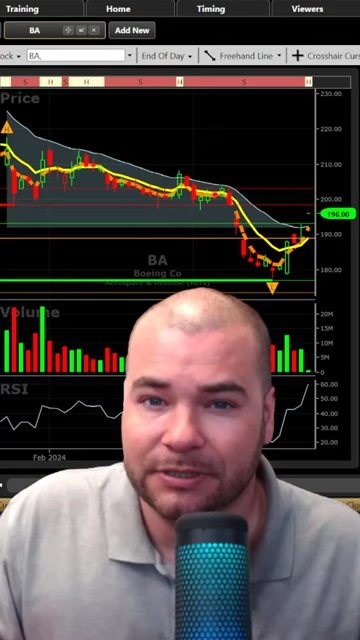 Training Home Timing Viewers
BA Add New
ock BA, End Of Day Freehand Line Crosshair Curs
S H S H S H S H
Price
230.00
220.00
210.00
200.00
196.00
190.00
180.00
BA
Boeing Co
Volume
20M
15M
10M
5M
0M
RSI
60.00
50.00
40.00
30.00
20.00
Feb 2024